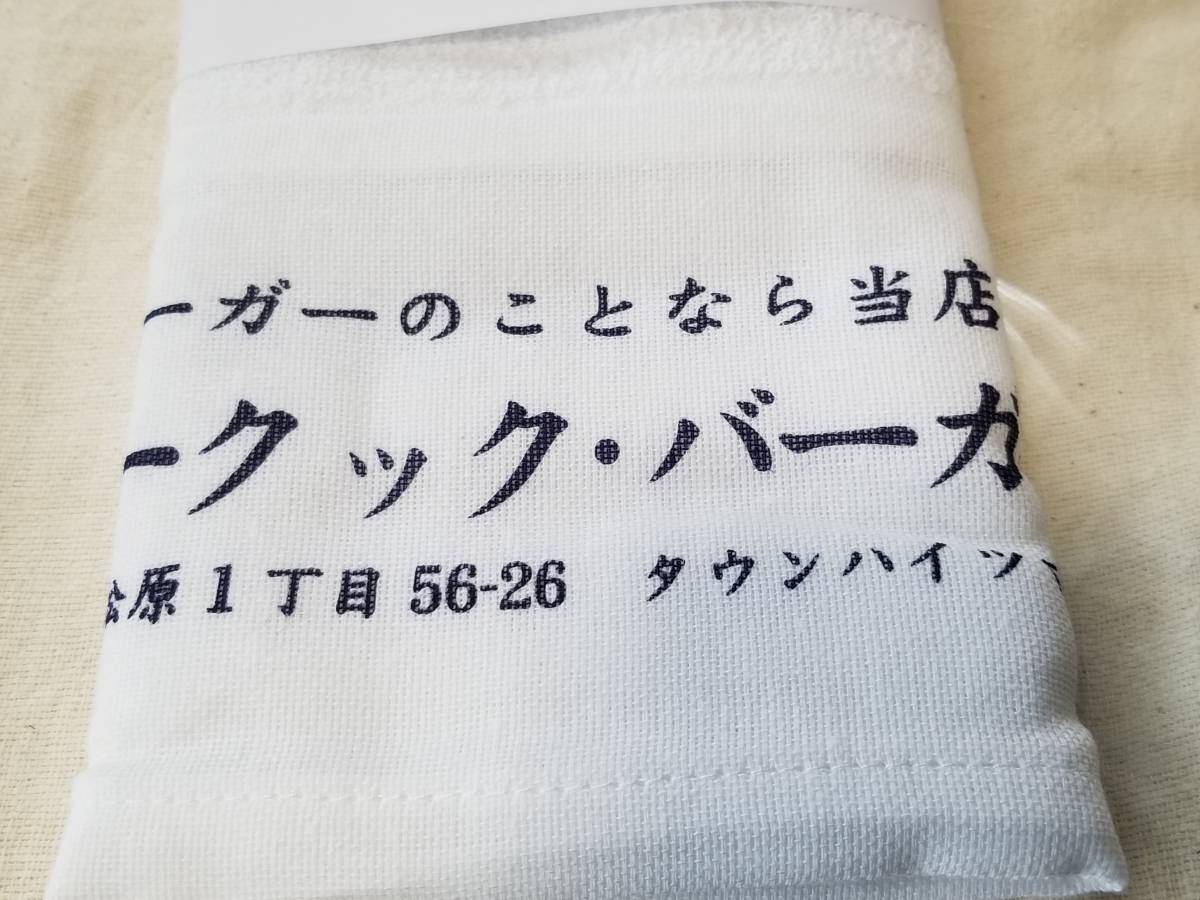 ーガーのことなら当店
ークック・バーガ
松原1丁目 56-26 タウンハイツ